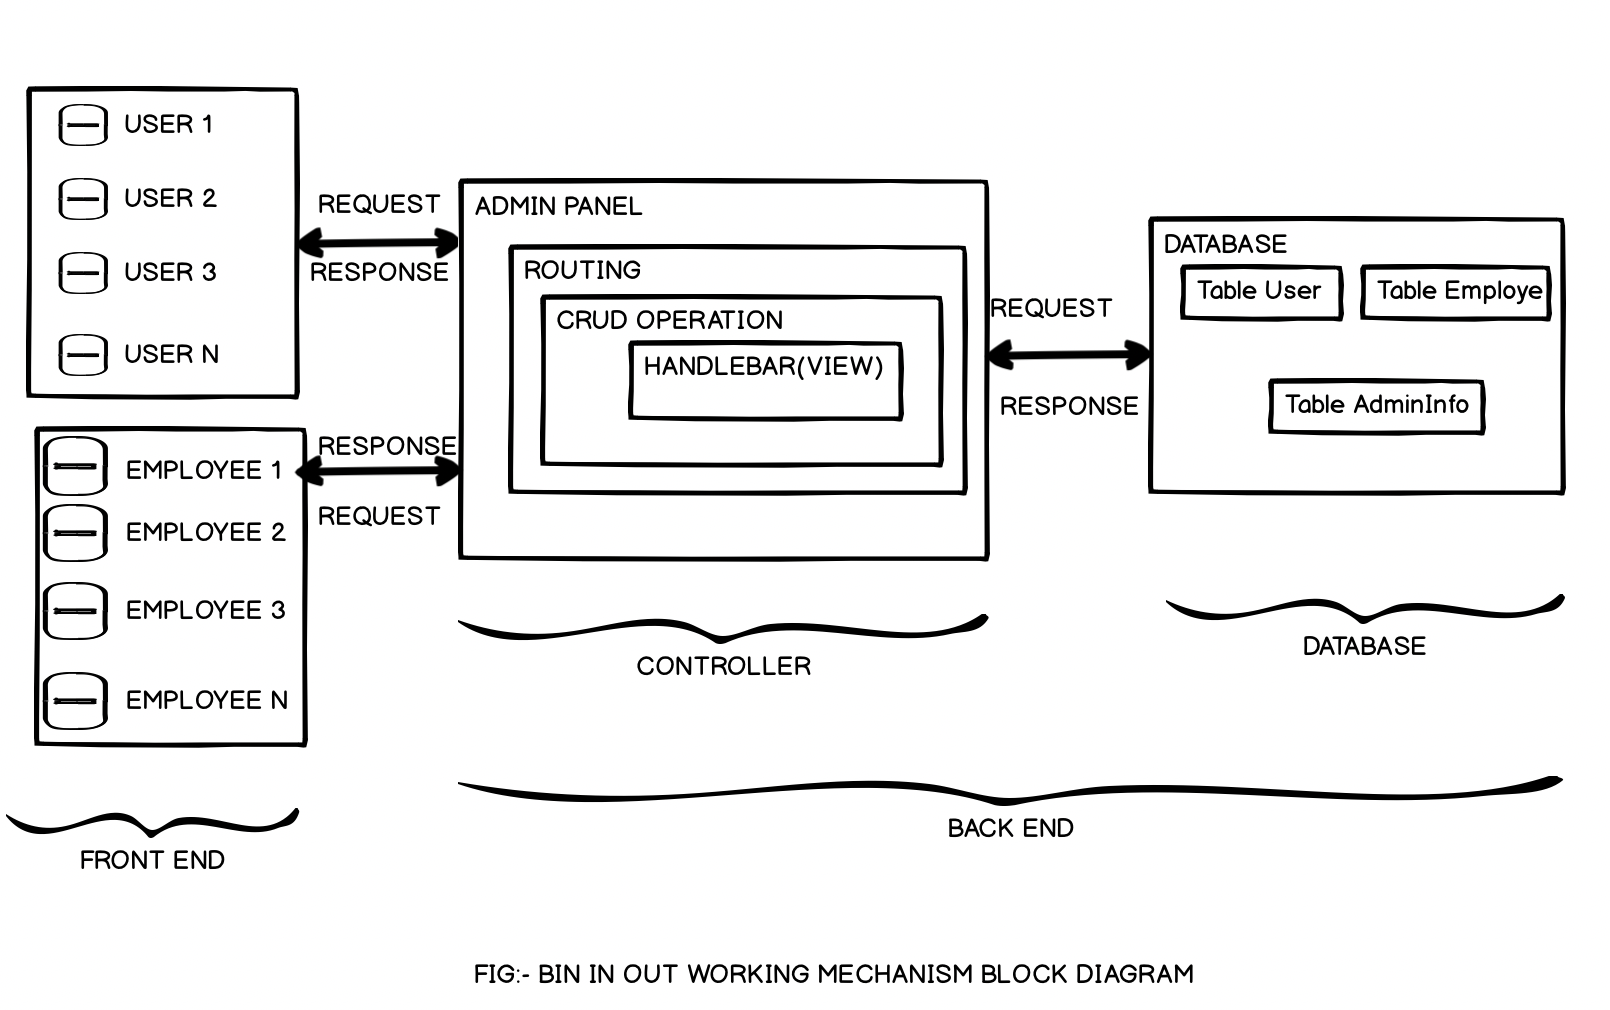 USER 1
USER 2
USER 3
USER N
EMPLOYEE 1
EMPLOYEE 2
EMPLOYEE 3
EMPLOYEE N
FRONT END
REQUEST
RESPONSE
RESPONSE
REQUEST
ADMIN PANEL
ROUTING
CRUD OPERATION
HANDLEBAR(VIEW)
CONTROLLER
REQUEST
RESPONSE
DATABASE
Table User
Table Employe
Table AdminInfo
DATABASE
BACK END
FIG:- BIN IN OUT WORKING MECHANISM BLOCK DIAGRAM